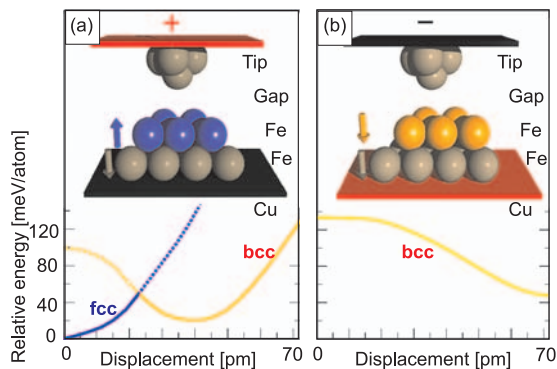 (a)
+
Tip
Gap
Fe
Fe
Cu
(b)
–
Tip
Gap
Fe
Fe
Cu
Relative energy [meV/atom]
120
80
40
0
fcc
bcc
0
70
Displacement [pm]
bcc
0
70
Displacement [pm]